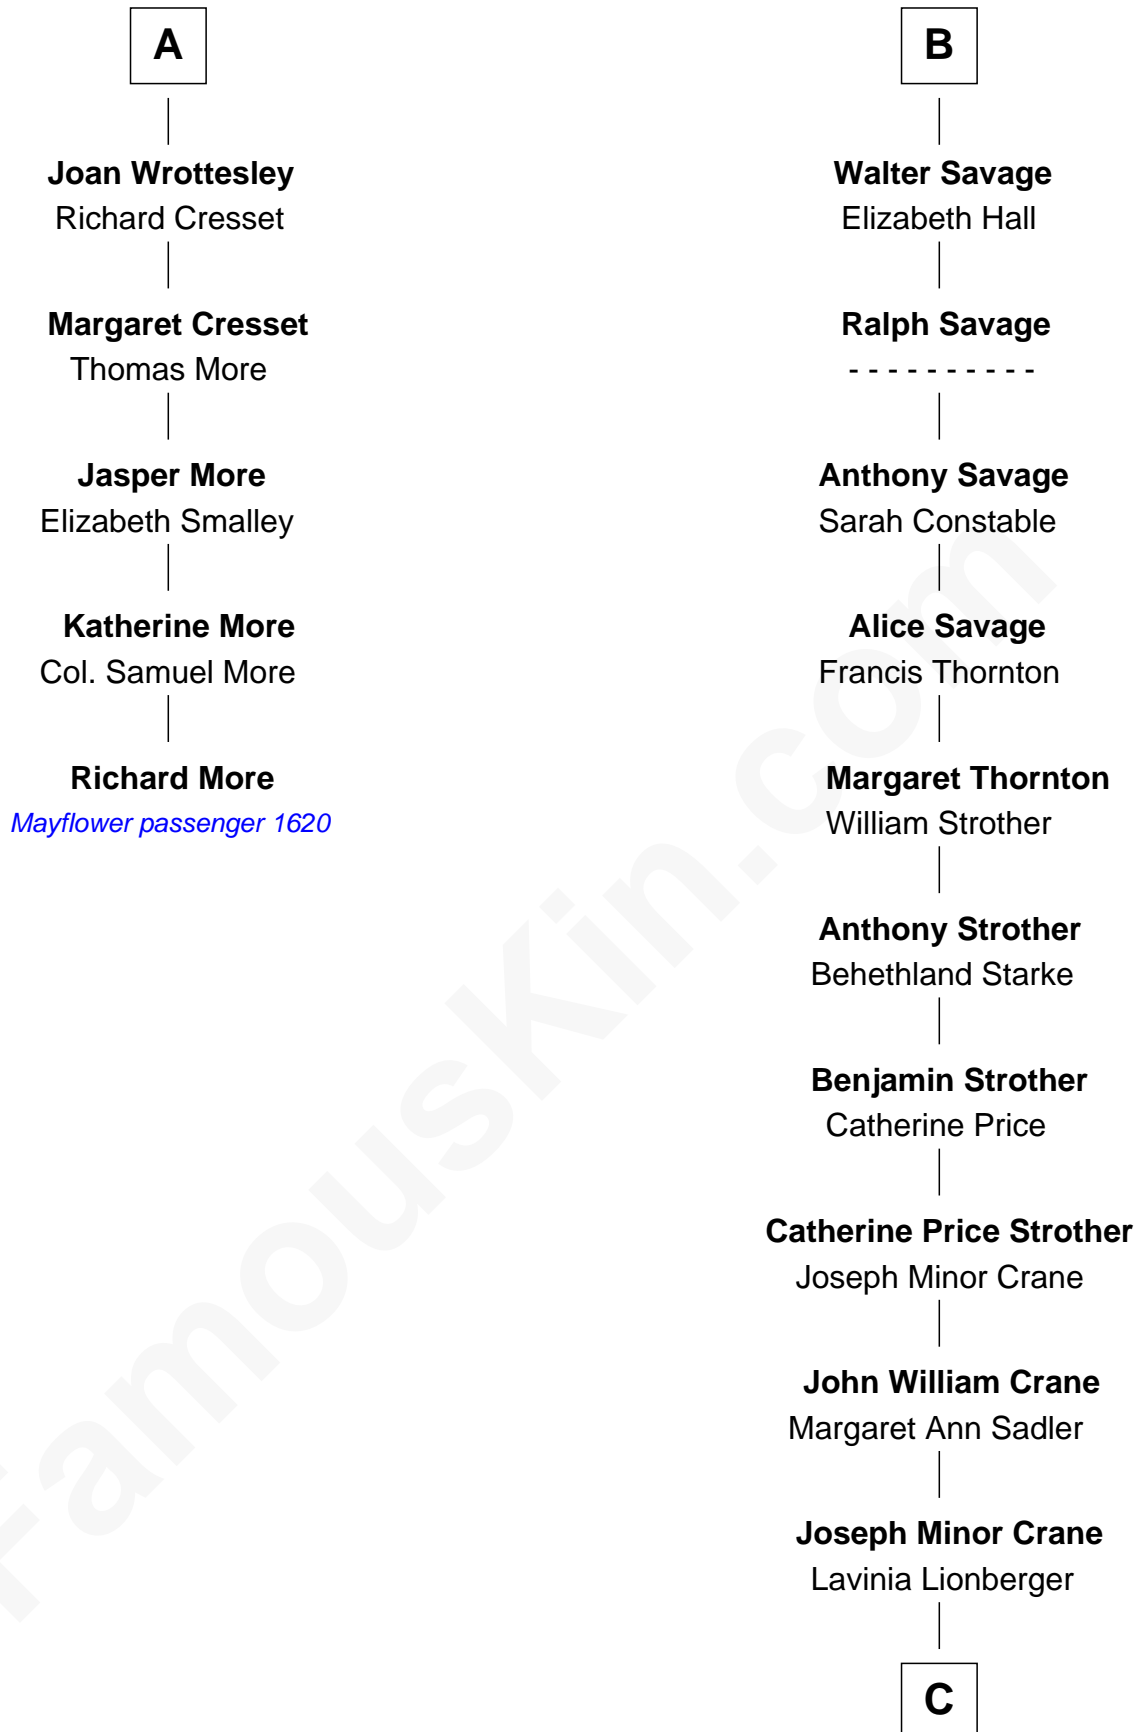 A
Joan Wrottesley
Richard Cresset
Margaret Cresset
Thomas More
Jasper More
Elizabeth Smalley
Katherine More
Col. Samuel More
Richard More
Mayflower passenger 1620
B
Walter Savage
Elizabeth Hall
Ralph Savage
- - - - - - - - - -
Anthony Savage
Sarah Constable
Alice Savage
Francis Thornton
Margaret Thornton
William Strother
Anthony Strother
Behethland Starke
Benjamin Strother
Catherine Price
Catherine Price Strother
Joseph Minor Crane
John William Crane
Margaret Ann Sadler
Joseph Minor Crane
Lavinia Lionberger
C
FamousKin.com